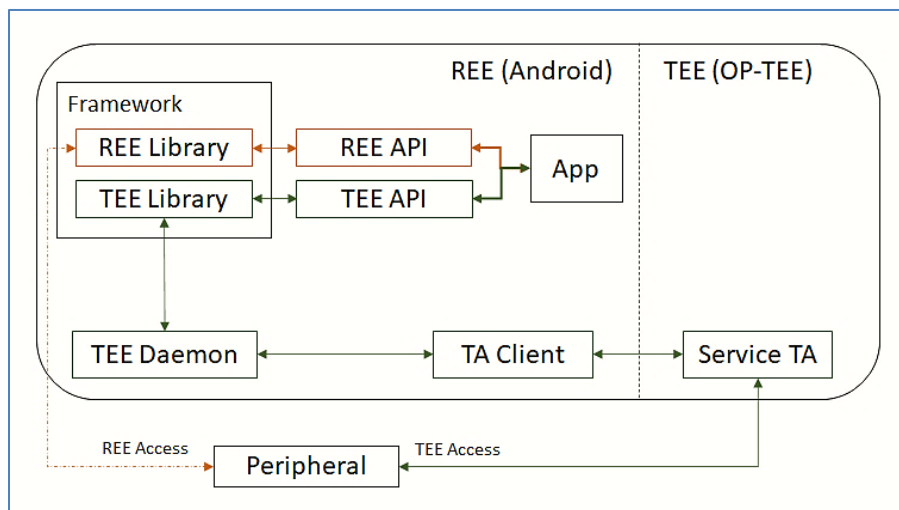 REE (Android)
TEE (OP-TEE)
Framework
REE Library
REE API
App
TEE Library
TEE API
TEE Daemon
TA Client
Service TA
REE Access
TEE Access
Peripheral